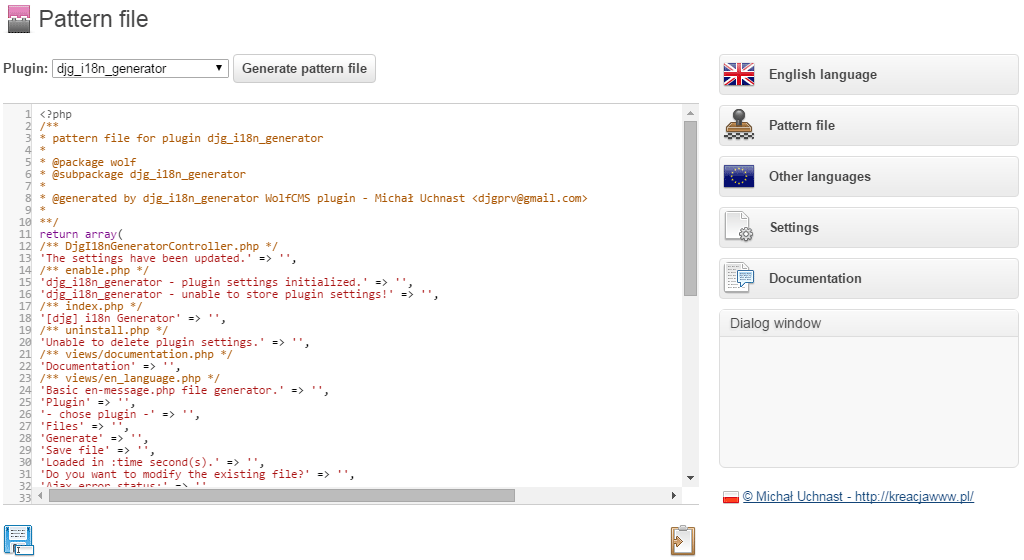 Pattern file
Plugin: djg_i18n_generator Generate pattern file
1 <?php
2 /**
3 * pattern file for plugin djg_i18n_generator
4 *
5 * @package wolf
6 * @subpackage djg_i18n_generator
7 *
8 * @generated by djg_i18n_generator WolfCMS plugin - Michał Uchnast <djgprv@gmail.com>
9 *
10 **/
11 return array(
12 /** DjgI18nGeneratorController.php */
13 'The settings have been updated.' => '',
14 /** enable.php */
15 'djg_i18n_generator - plugin settings initialized.' => '',
16 'djg_i18n_generator - unable to store plugin settings!' => '',
17 /** index.php */
18 '[djg] i18n Generator' => '',
19 /** uninstall.php */
20 'Unable to delete plugin settings.' => '',
21 /** views/documentation.php */
22 'Documentation' => '',
23 /** views/en_language.php */
24 'Basic en-message.php file generator.' => '',
25 'Plugin' => '',
26 '- chose plugin -' => '',
27 'Files' => '',
28 'Generate' => '',
29 'Save file' => '',
30 'Loaded in :time second(s).' => '',
31 'Do you want to modify the existing file?' => '',
32 'Ajax error status:' => ''
33
English language
Pattern file
Other languages
Settings
Documentation
Dialog window
© Michał Uchnast - http://kreacjawww.pl/